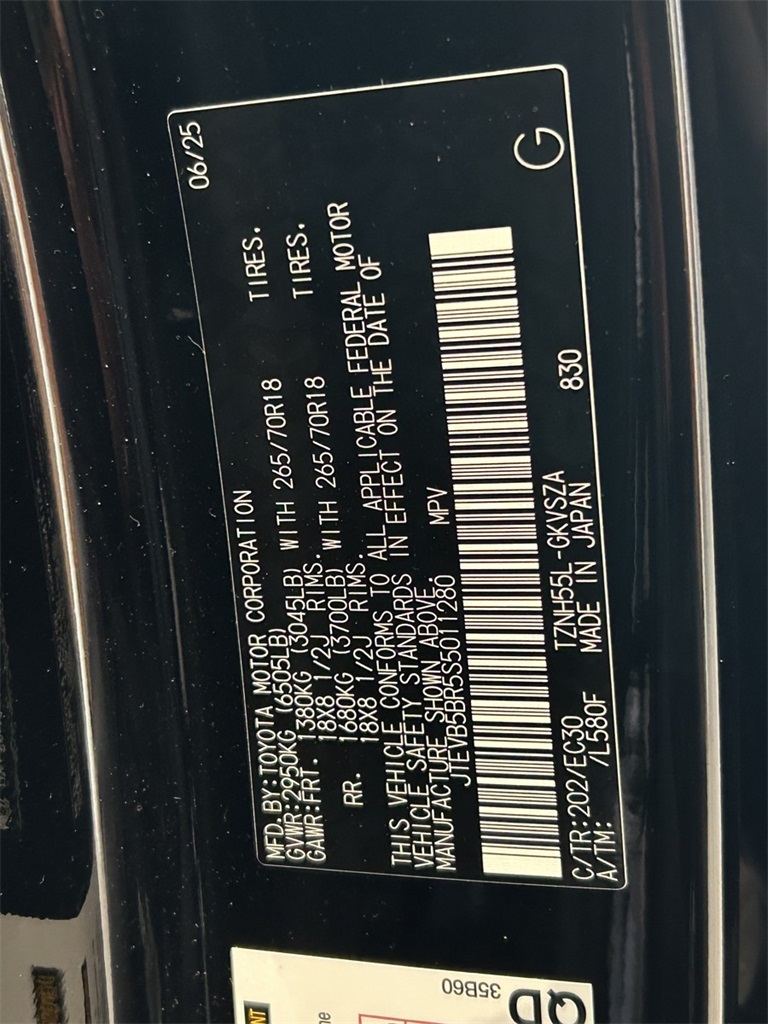 06/25
MFD.BY:TOYOTA MOTOR CORPORATION
GVWR:2950KG (6505LB)
GAWR:FRT. 1380KG (3045LB) WITH 265/70R18 TIRES.
18X8 1/2J RIMS.
RR. 1680KG (3700LB) WITH 265/70R18 TIRES.
18X8 1/2J RIMS.
THIS VEHICLE CONFORMS TO ALL APPLICABLE FEDERAL MOTOR
VEHICLE SAFETY STANDARDS IN EFFECT ON THE DATE OF
MANUFACTURE SHOWN ABOVE.
JTEVB5BR5S5011280 MPV
C/TR:202/EC30 TZNH55L-GKVSZA 830
A/TM: /L580F MADE IN JAPAN
G
35B60
QD